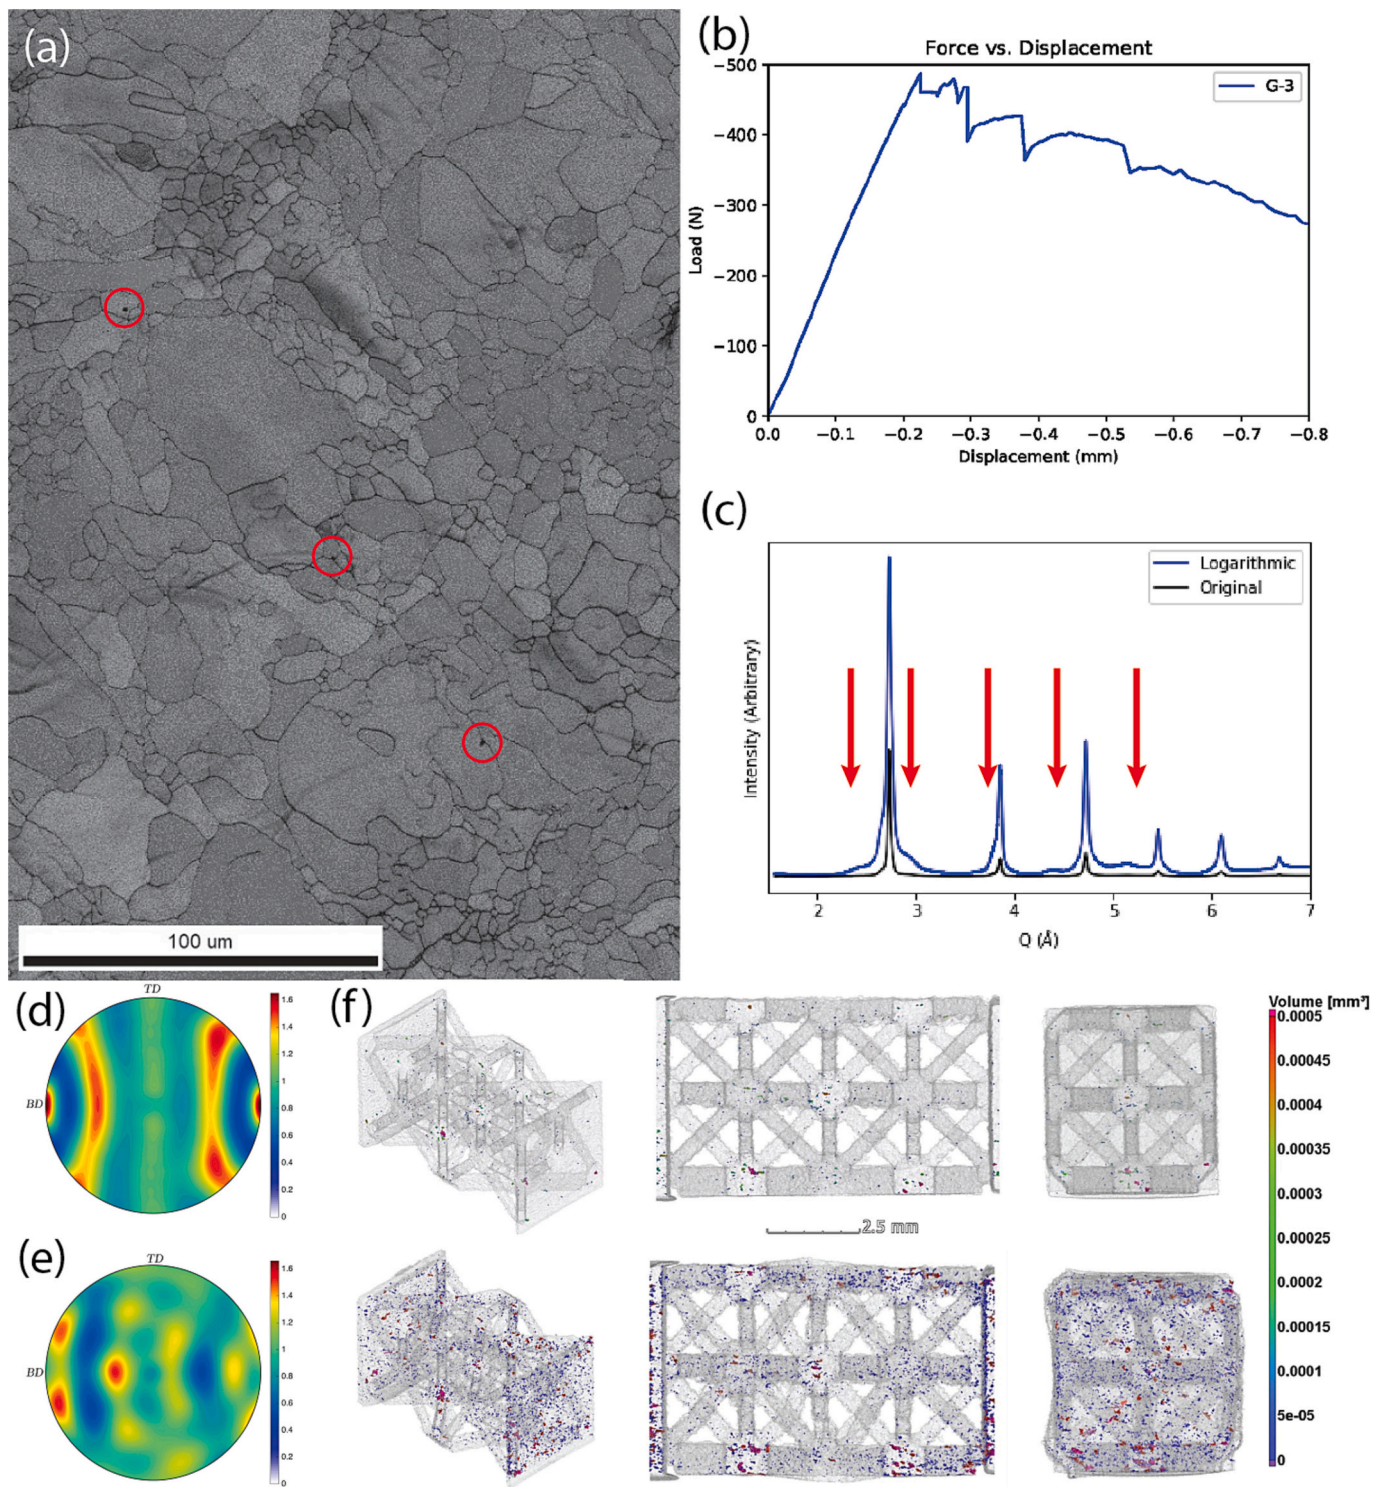 (a)
100 um
(b)
Force vs. Displacement
G-3
Load (N)
−500
−400
−300
−200
−100
0
0.0 −0.1 −0.2 −0.3 −0.4 −0.5 −0.6 −0.7 −0.8
Displacement (mm)
(c)
Logarithmic
Original
Intensity (Arbitrary)
2 3 4 5 6 7
Q (Å)
(d)
TD
BD
1.6
1.4
1.2
1
0.8
0.6
0.4
0.2
0
(e)
TD
BD
1.6
1.4
1.2
1
0.8
0.6
0.4
0.2
0
(f)
2.5 mm
Volume [mm³]
0.0005
0.00045
0.0004
0.00035
0.0003
0.00025
0.0002
0.00015
0.0001
5e-05
0